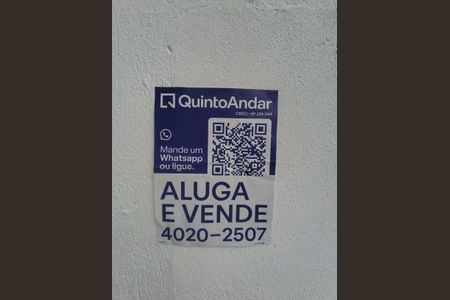 QuintoAndar
CRECI-SP J24.344
Mande um
Whatsapp
ou ligue.
ALUGA
E VENDE
4020-2507